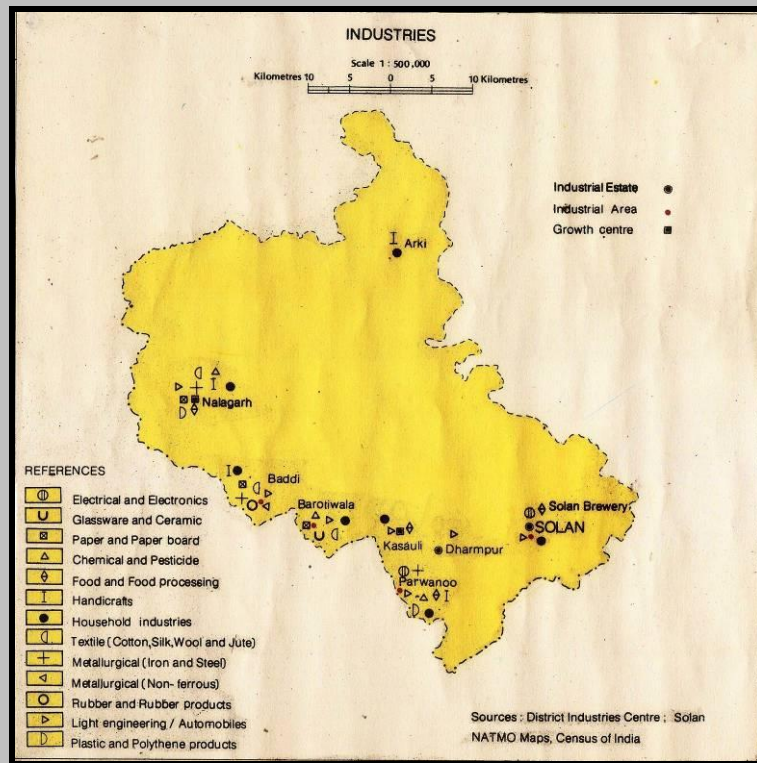 INDUSTRIES
Scale 1 : 500,000
Kilometres 10 5 0 5 10 Kilometres
Industrial Estate
Industrial Area
Growth centre
Arki
Nalagarh
Baddi
Barotiwala
Solan Brewery
SOLAN
Kasauli
Dharmpur
Parwanoo
REFERENCES
Electrical and Electronics
Glassware and Ceramic
Paper and Paper board
Chemical and Pesticide
Food and Food processing
Handicrafts
Household industries
Textile (Cotton,Silk,Wool and Jute)
Metallurgical (Iron and Steel)
Metallurgical (Non-ferrous)
Rubber and Rubber products
Light engineering / Automobiles
Plastic and Polythene products
Sources : District Industries Centre ; Solan
NATMO Maps, Census of India